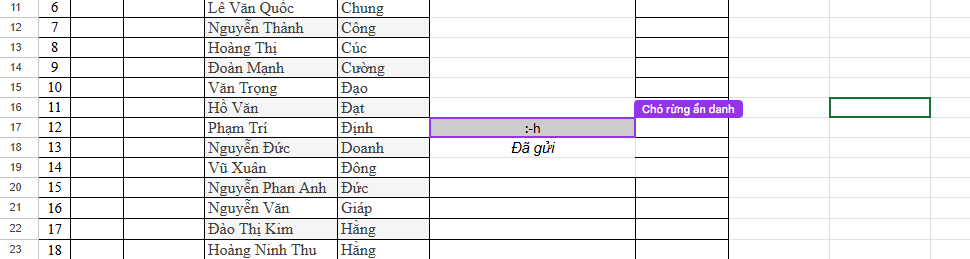 11 6 Lê Văn Quốc Chung
12 7 Nguyễn Thành Công
13 8 Hoàng Thị Cúc
14 9 Đoàn Mạnh Cường
15 10 Văn Trọng Đạo
16 11 Hồ Văn Đạt Chó rừng ẩn danh
17 12 Phạm Trí Định :-h
18 13 Nguyễn Đức Doanh Đã gửi
19 14 Vũ Xuân Đông
20 15 Nguyễn Phan Anh Đức
21 16 Nguyễn Văn Giáp
22 17 Đào Thị Kim Hằng
23 18 Hoàng Ninh Thu Hằng